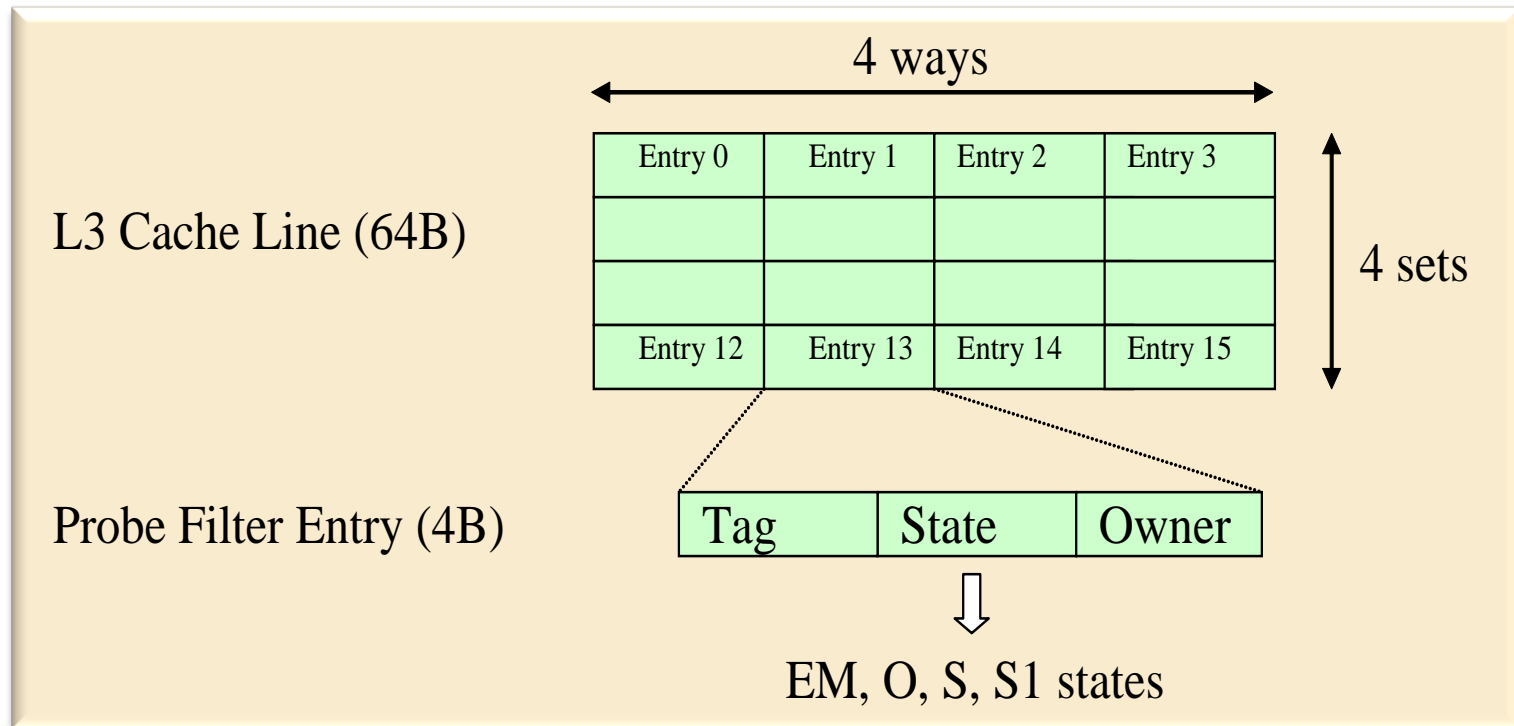 4 ways
Entry 0 Entry 1 Entry 2 Entry 3
L3 Cache Line (64B)
4 sets
Entry 12 Entry 13 Entry 14 Entry 15
Probe Filter Entry (4B)
Tag State Owner
EM, O, S, S1 states